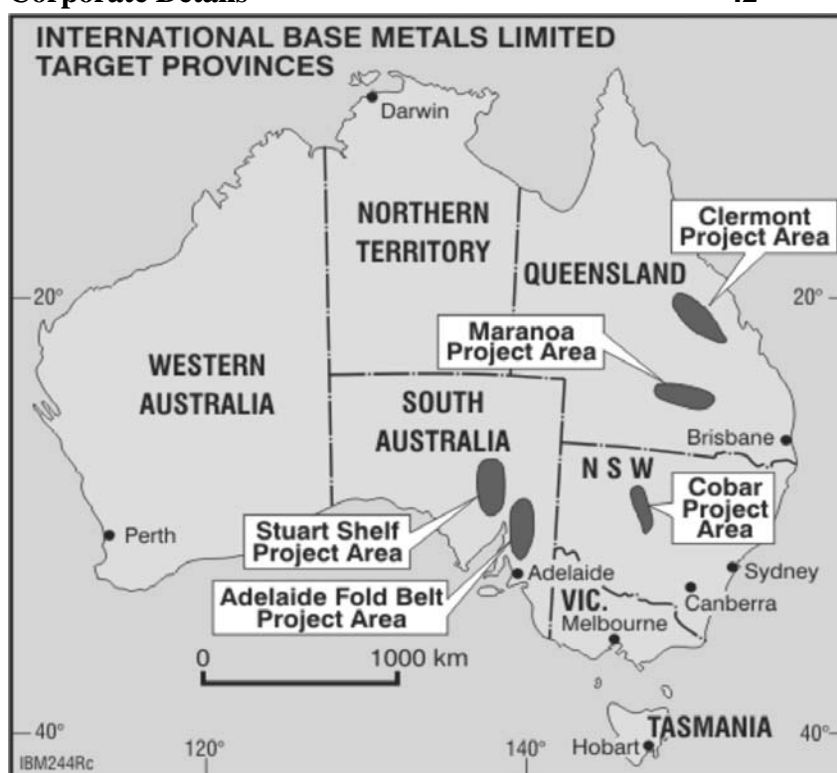 Corporate Details 42
INTERNATIONAL BASE METALS LIMITED
TARGET PROVINCES
Darwin
NORTHERN
TERRITORY
Clermont
Project Area
QUEENSLAND
20°
20°
Maranoa
Project Area
WESTERN
AUSTRALIA
SOUTH
AUSTRALIA
Brisbane
N S W
Cobar
Project
Area
Perth
Stuart Shelf
Project Area
Adelaide
Sydney
Adelaide Fold Belt
Project Area
VIC.
Canberra
Melbourne
0 1000 km
TASMANIA
40°
40°
120°
140°
Hobart
IBM244Rc